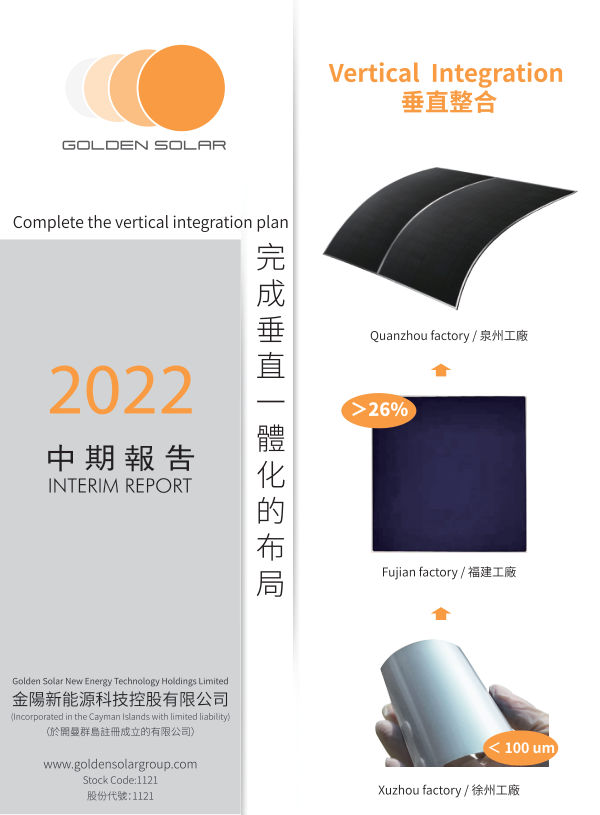 GOLDEN SOLAR
Complete the vertical integration plan
完成垂直一體化的布局
2022
中期報告
INTERIM REPORT
Golden Solar New Energy Technology Holdings Limited
金陽新能源科技控股有限公司
(Incorporated in the Cayman Islands with limited liability)
(於開曼群島註冊成立的有限公司)
www.goldensolargroup.com
Stock Code:1121
股份代號：1121
Vertical Integration
垂直整合
Quanzhou factory / 泉州工廠
>26%
Fujian factory / 福建工廠
< 100 um
Xuzhou factory / 徐州工廠